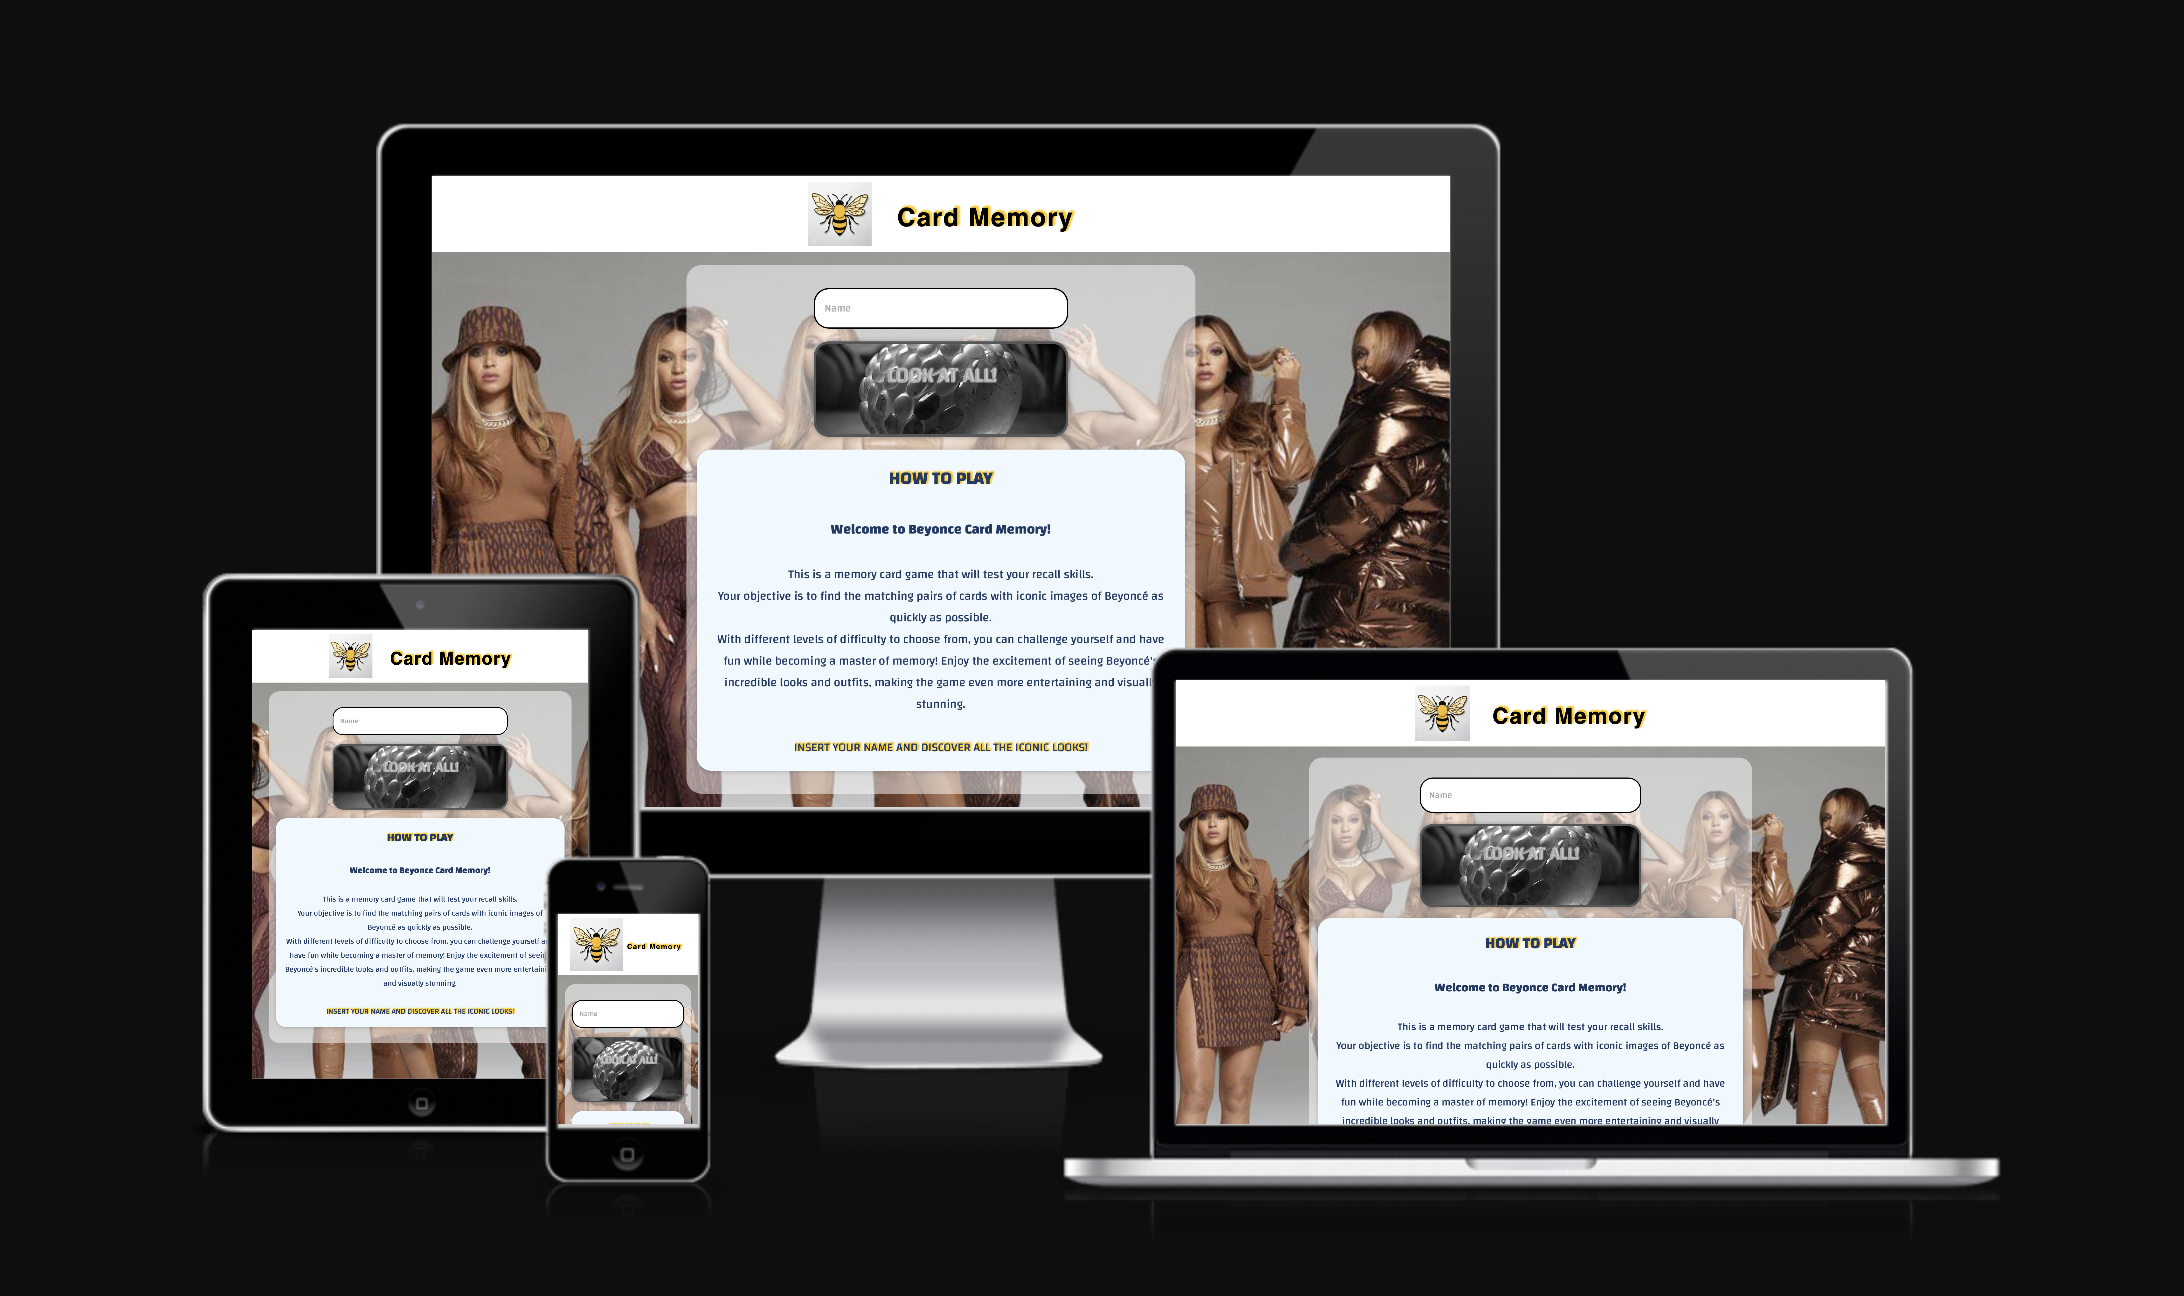 Card Memory
Name
LOOK AT ALL!
HOW TO PLAY
Welcome to Beyonce Card Memory!
This is a memory card game that will test your recall skills.
Your objective is to find the matching pairs of cards with iconic images of Beyoncé as
quickly as possible.
With different levels of difficulty to choose from, you can challenge yourself and have
fun while becoming a master of memory! Enjoy the excitement of seeing Beyoncé's
incredible looks and outfits, making the game even more entertaining and visually
stunning.
INSERT YOUR NAME AND DISCOVER ALL THE ICONIC LOOKS!
Card Memory
Name
LOOK AT ALL!
HOW TO PLAY
Welcome to Beyonce Card Memory!
This is a memory card game that will test your recall skills.
Your objective is to find the matching pairs of cards with iconic images of
Beyoncé as quickly as possible.
With different levels of difficulty to choose from, you can challenge yourself
have fun while becoming a master of memory! Enjoy the excitement of
Beyoncé's incredible looks and outfits, making the game even more
and visually stunning.
INSERT YOUR NAME AND DISCOVER ALL THE ICONIC LOOKS!
Card Memory
Name
LOOK AT ALL!
Card Memory
Name
LOOK AT ALL!
HOW TO PLAY
Welcome to Beyonce Card Memory!
This is a memory card game that will test your recall skills.
Your objective is to find the matching pairs of cards with iconic images of Beyoncé as
quickly as possible.
With different levels of difficulty to choose from, you can challenge yourself and have
fun while becoming a master of memory! Enjoy the excitement of seeing Beyoncé's
incredible looks and outfits, making the game even more entertaining and visually